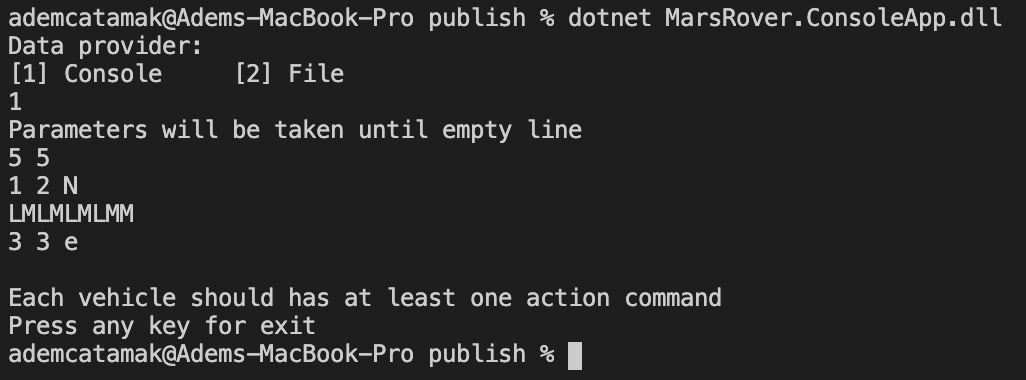 ademcatamak@Adems-MacBook-Pro publish % dotnet MarsRover.ConsoleApp.dll
Data provider:
[1] Console     [2] File
1
Parameters will be taken until empty line
5 5
1 2 N
LMLMLMLMM
3 3 e

Each vehicle should has at least one action command
Press any key for exit
ademcatamak@Adems-MacBook-Pro publish %